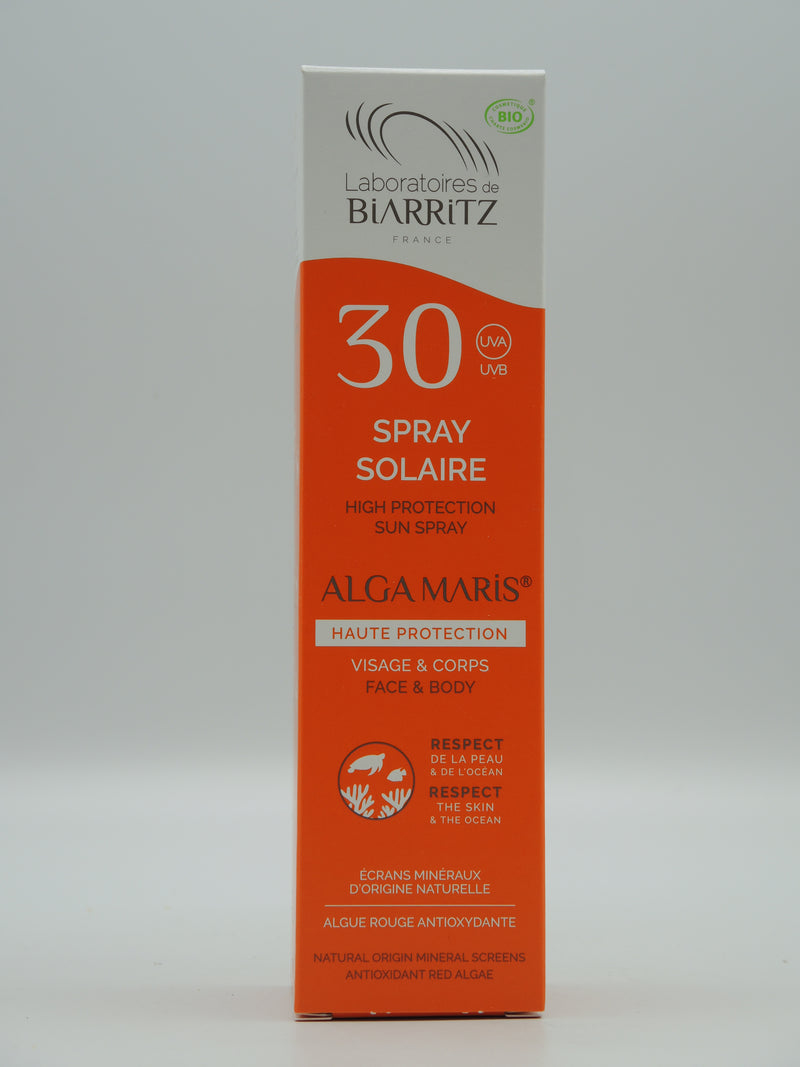 COSMÉTIQUE
BIO
®
Laboratoires de
BiARRiTZ
FRANCE
30
UVA
UVB
SPRAY
SOLAIRE
HIGH PROTECTION
SUN SPRAY
ALGA MARiS®
HAUTE PROTECTION
VISAGE & CORPS
FACE & BODY
RESPECT
DE LA PEAU
& DE L'OCÉAN
RESPECT
THE SKIN
& THE OCEAN
ÉCRANS MINÉRAUX
D'ORIGINE NATURELLE
ALGUE ROUGE ANTIOXYDANTE
NATURAL ORIGIN MINERAL SCREENS
ANTIOXIDANT RED ALGAE